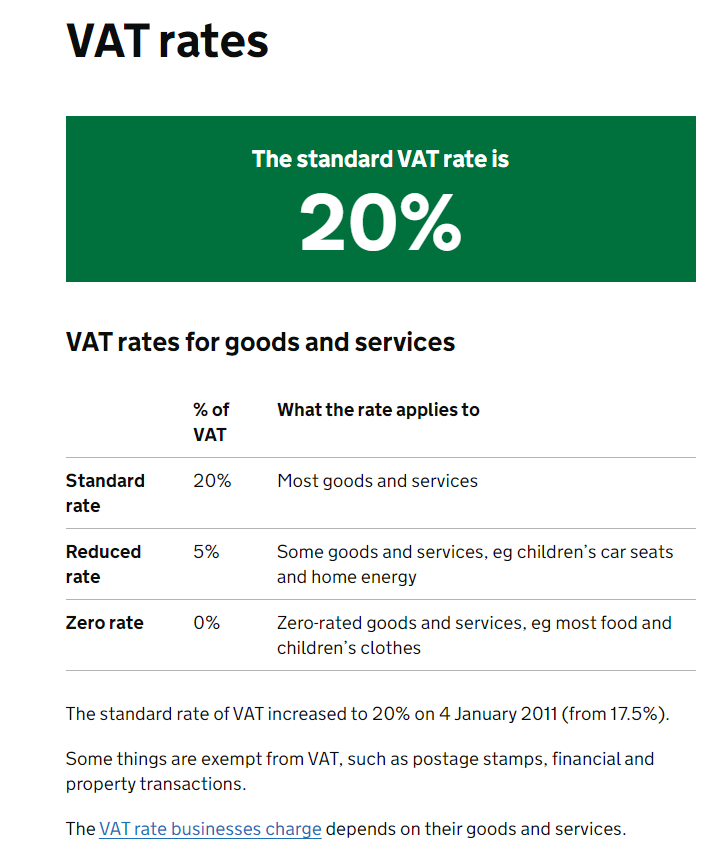 VAT rates
The standard VAT rate is
20%
VAT rates for goods and services
% of VAT What the rate applies to
Standard rate 20% Most goods and services
Reduced rate 5% Some goods and services, eg children’s car seats and home energy
Zero rate 0% Zero-rated goods and services, eg most food and children’s clothes
The standard rate of VAT increased to 20% on 4 January 2011 (from 17.5%).
Some things are exempt from VAT, such as postage stamps, financial and
property transactions.
The VAT rate businesses charge depends on their goods and services.